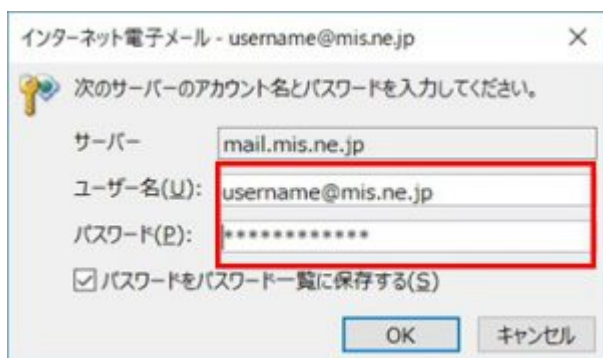 インターネット電子メール - username@mis.ne.jp
次のサーバーのアカウント名とパスワードを入力してください。
サーバー mail.mis.ne.jp
ユーザー名(U): username@mis.ne.jp
パスワード(P): ************
パスワードをパスワード一覧に保存する(S)
OK キャンセル